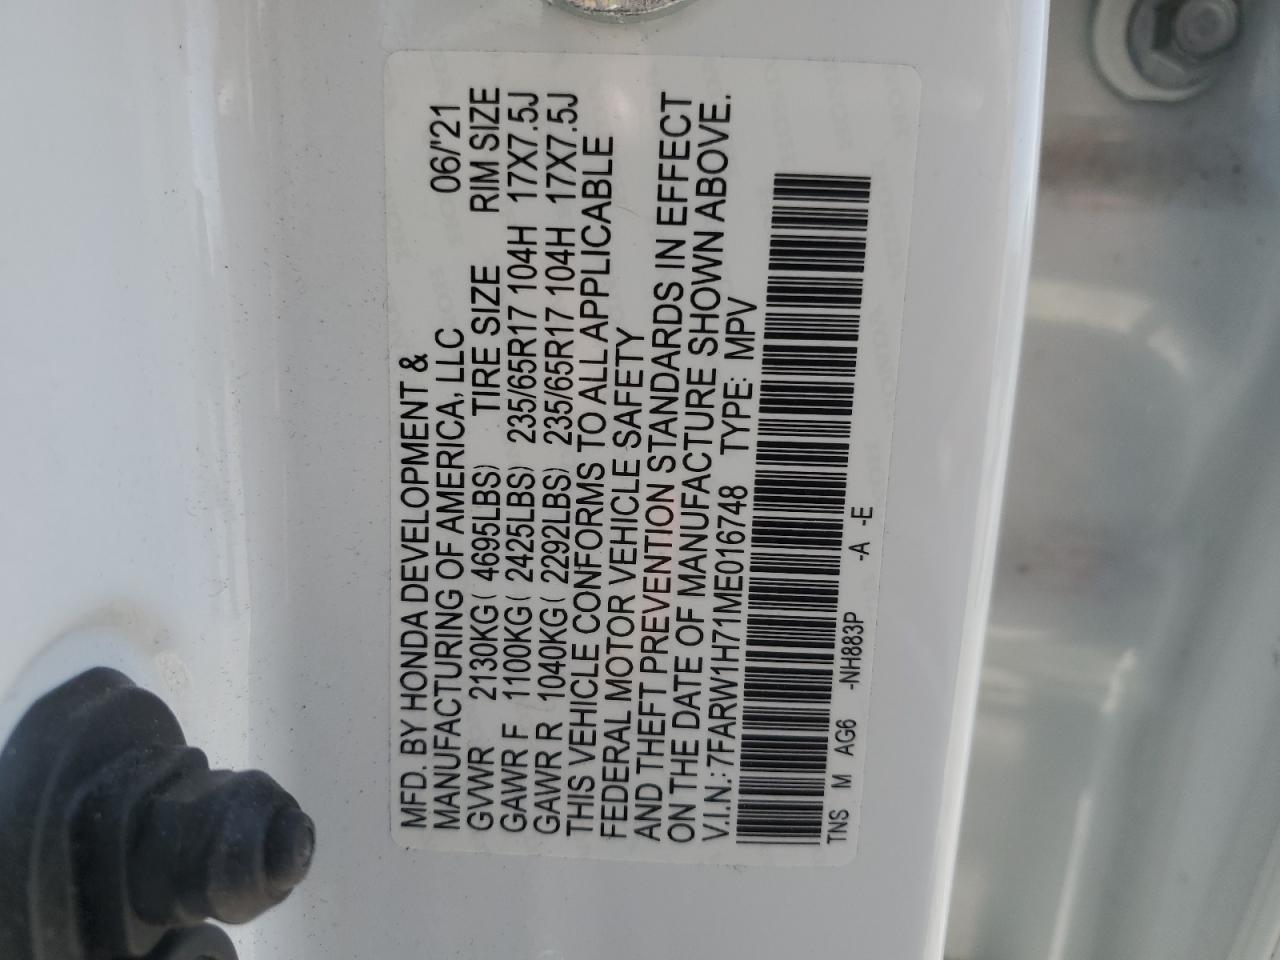 MFD. BY HONDA DEVELOPMENT &
MANUFACTURING OF AMERICA, LLC 06/'21
GVWR 2130KG( 4695LBS) TIRE SIZE RIM SIZE
GAWR F 1100KG( 2425LBS) 235/65R17 104H 17X7.5J
GAWR R 1040KG( 2292LBS) 235/65R17 104H 17X7.5J
THIS VEHICLE CONFORMS TO ALL APPLICABLE
FEDERAL MOTOR VEHICLE SAFETY
AND THEFT PREVENTION STANDARDS IN EFFECT
ON THE DATE OF MANUFACTURE SHOWN ABOVE.
V.I.N.: 7FARW1H71ME016748 TYPE: MPV
TNS M AG6 -NH883P -A -E